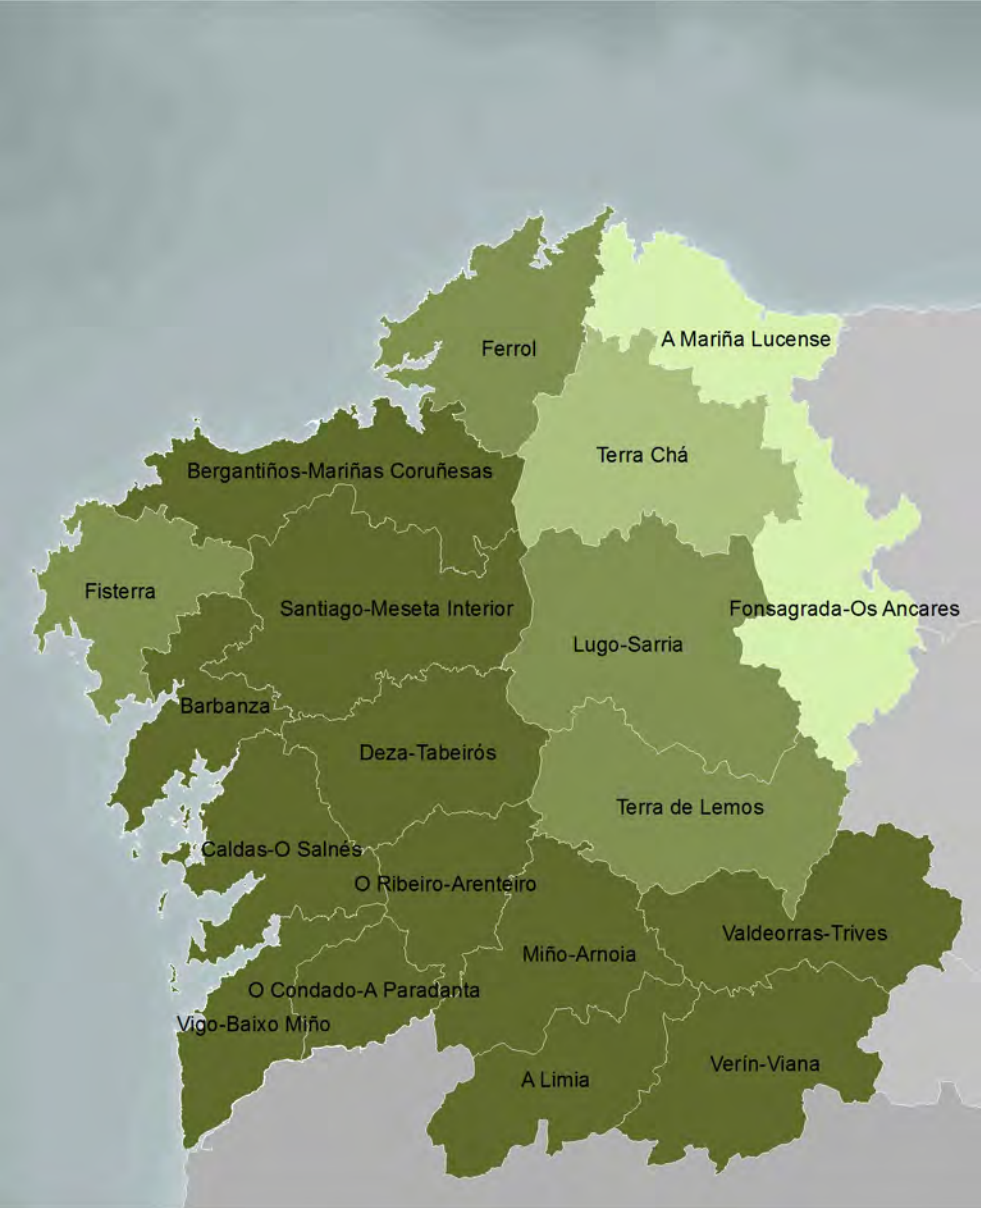 A Mariña Lucense
Ferrol
Terra Chá
Bergantiños-Mariñas Coruñesas
Fisterra
Santiago-Meseta Interior
Fonsagrada-Os Ancares
Lugo-Sarria
Barbanza
Deza-Tabeirós
Terra de Lemos
Caldas-O Salnés
O Ribeiro-Arenteiro
Valdeorras-Trives
Miño-Arnoia
O Condado-A Paradanta
Vigo-Baixo Miño
Verín-Viana
A Limia